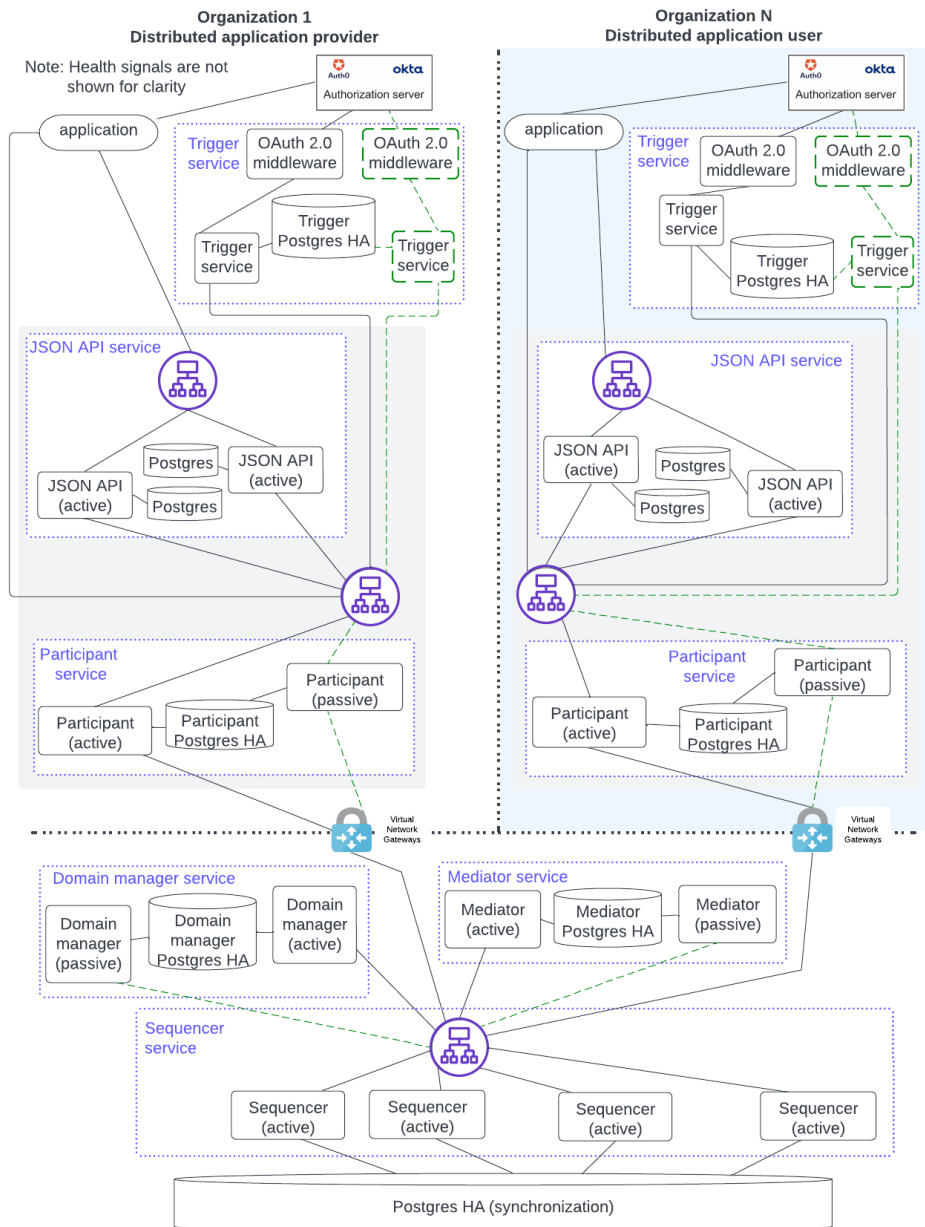 Organization 1
Distributed application provider
Organization N
Distributed application user
Note: Health signals are not
shown for clarity
Auth0
okta
Authorization server
application
Trigger
service
OAuth 2.0
middleware
OAuth 2.0
middleware
Trigger
Postgres HA
Trigger
service
Trigger
service
Auth0
okta
Authorization server
application
Trigger
service
OAuth 2.0
middleware
OAuth 2.0
middleware
Trigger
service
Trigger
Postgres HA
Trigger
service
JSON API service
Postgres
JSON API
(active)
JSON API
(active)
Postgres
JSON API service
JSON API
(active)
Postgres
JSON API
(active)
Postgres
Participant
service
Participant
(passive)
Participant
(active)
Participant
Postgres HA
Participant
service
Participant
(passive)
Participant
(active)
Participant
Postgres HA
Virtual
Network
Gateways
Virtual
Network
Gateways
Domain manager service
Domain
manager
(passive)
Domain
manager
Postgres HA
Domain
manager
(active)
Mediator service
Mediator
(active)
Mediator
Postgres HA
Mediator
(passive)
Sequencer
service
Sequencer
(active)
Sequencer
(active)
Sequencer
(active)
Sequencer
(active)
Postgres HA (synchronization)